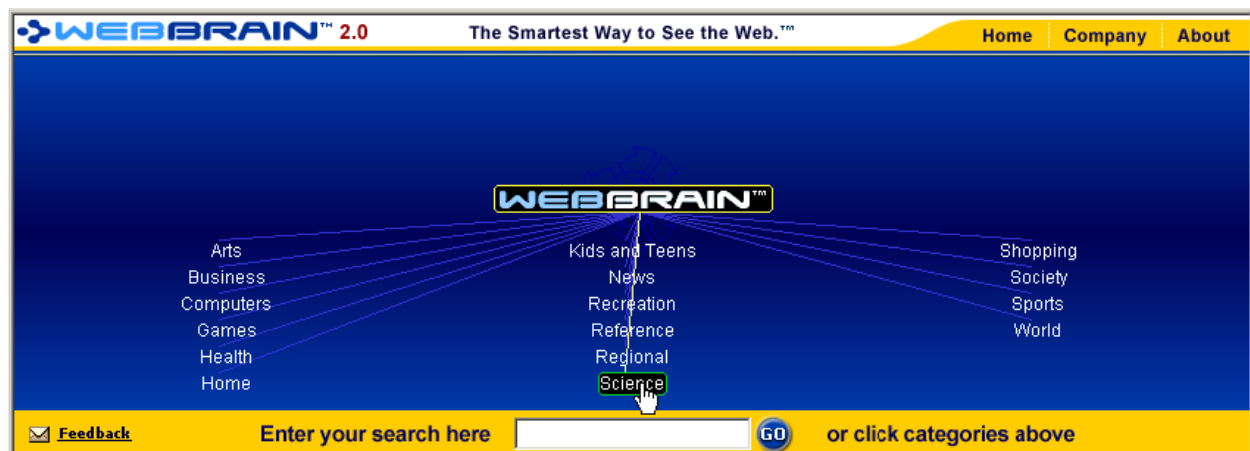 WEBBRAIN™ 2.0
The Smartest Way to See the Web.™
Home Company About
WEBBRAIN™
Arts
Business
Computers
Games
Health
Home
Kids and Teens
News
Recreation
Reference
Regional
Science
Shopping
Society
Sports
World
Feedback
Enter your search here
GO
or click categories above